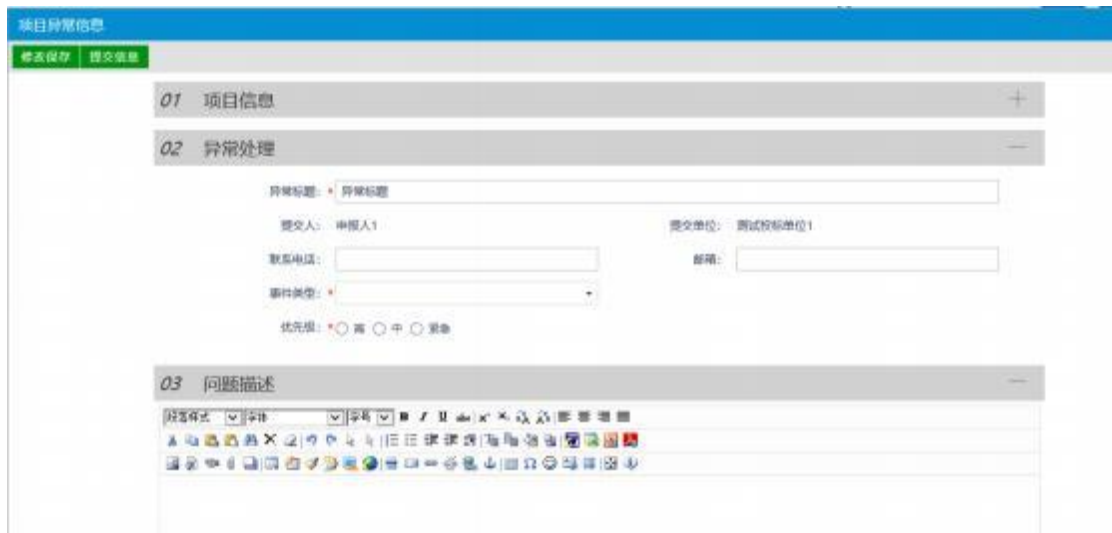 项目异常信息
修改保存 提交信息
01 项目信息
02 异常处理
异常标题: * 异常标题
提交人: 申报人1 提交单位: 测试投标单位1
联系电话: 邮箱:
事件类型: *
优先级: * 高 中 紧急
03 问题描述
段落样式 字体 字号 B I U abc x² x₂